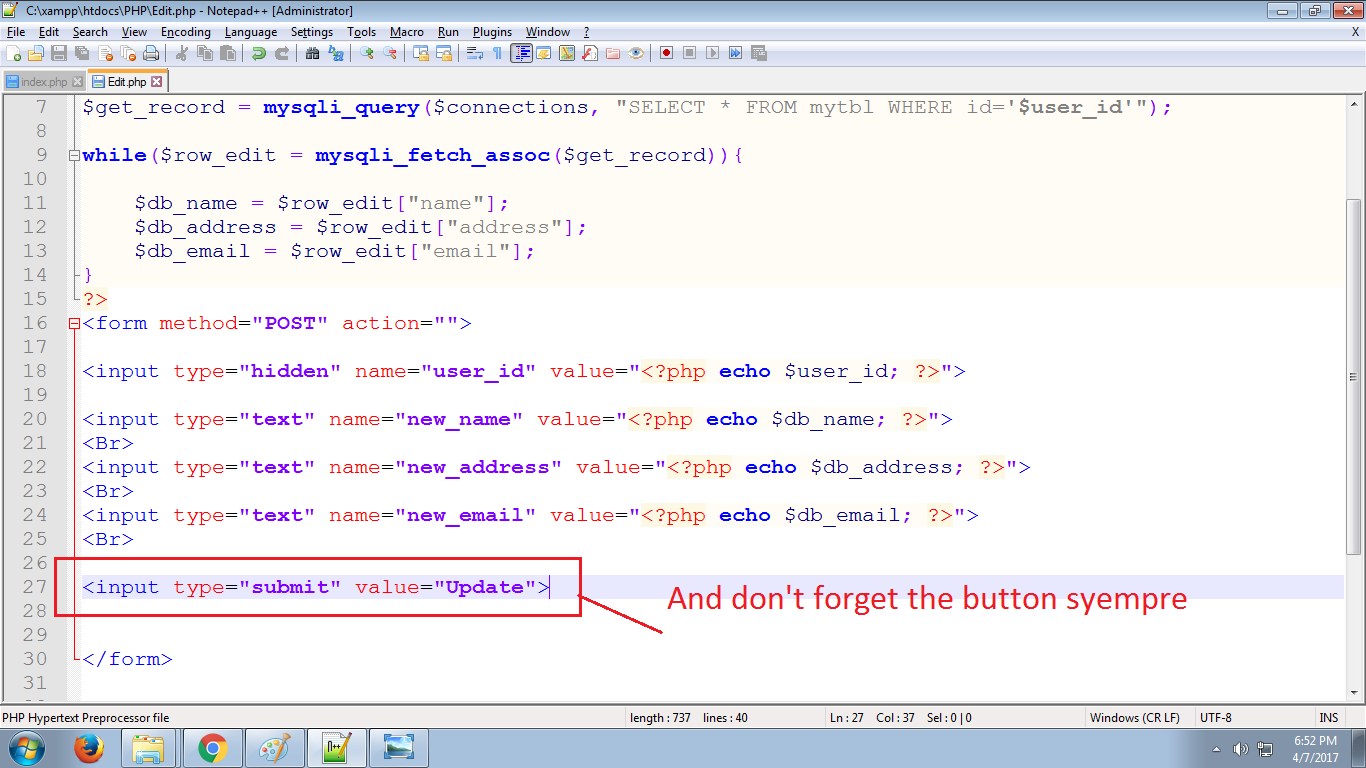 C:\xampp\htdocs\PHP\Edit.php - Notepad++ [Administrator]
File Edit Search View Encoding Language Settings Tools Macro Run Plugins Window ? X
index.php Edit.php
7 $get_record = mysqli_query($connections, "SELECT * FROM mytbl WHERE id='$user_id'");
8
9 while($row_edit = mysqli_fetch_assoc($get_record)){
10
11 $db_name = $row_edit["name"];
12 $db_address = $row_edit["address"];
13 $db_email = $row_edit["email"];
14 }
15 ?>
16 <form method="POST" action="">
17
18 <input type="hidden" name="user_id" value="<?php echo $user_id; ?>">
19
20 <input type="text" name="new_name" value="<?php echo $db_name; ?>">
21 <Br>
22 <input type="text" name="new_address" value="<?php echo $db_address; ?>">
23 <Br>
24 <input type="text" name="new_email" value="<?php echo $db_email; ?>">
25 <Br>
26
27 <input type="submit" value="Update">
And don't forget the button syempre
28
29
30 </form>
31
PHP Hypertext Preprocessor file length : 737 lines : 40 Ln : 27 Col : 37 Sel : 0 | 0 Windows (CR LF) UTF-8 INS
6:52 PM
4/7/2017